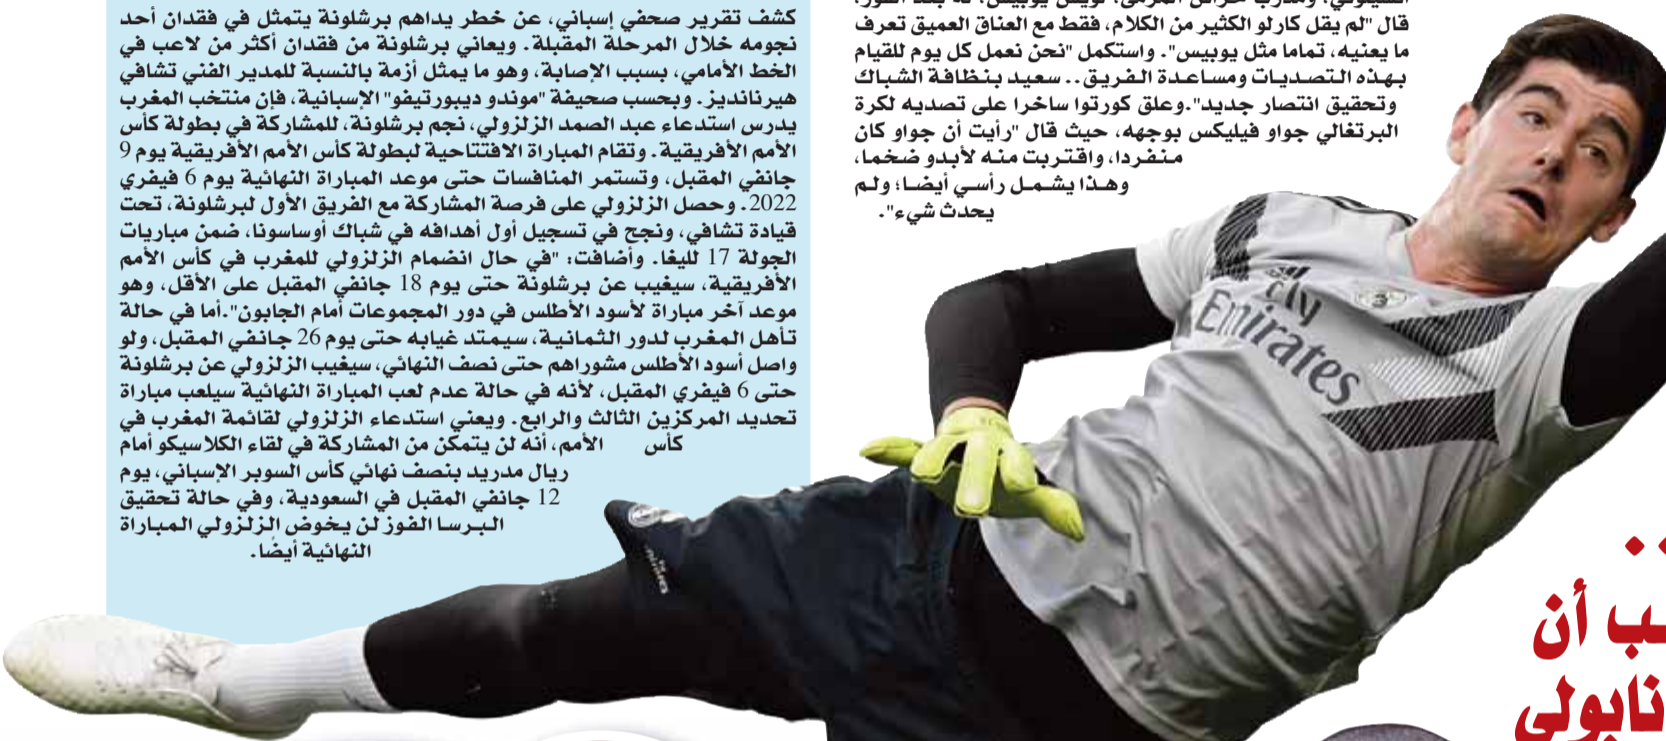 قال "لم يقل كارلو الكثير من الكلام، فقط مع العناق العميق تعرف
ما يعنيه، تماما مثل يوبيس". واستكمل "نحن نعمل كل يوم للقيام
بهذه التصديات ومساعدة الفريق.. سعيد بنظافة الشباك
وتحقيق انتصار جديد".وعلق كورتوا ساخرا على تصديه لكرة
البرتغالي جواو فيليكس بوجهه، حيث قال "رأيت أن جواو كان
منفردا، واقتربت منه لأبدو ضخما،
وهذا يشمل رأسي أيضا؛ ولم
يحدث شيء".
كشف تقرير صحفي إسباني، عن خطر يداهم برشلونة يتمثل في فقدان أحد
نجومه خلال المرحلة المقبلة. ويعاني برشلونة من فقدان أكثر من لاعب في
الخط الأمامي، بسبب الإصابة، وهو ما يمثل أزمة بالنسبة للمدير الفني تشافي
هيرنانديز. وبحسب صحيفة "موندو ديبورتيفو" الإسبانية، فإن منتخب المغرب
يدرس استدعاء عبد الصمد الزلزولي، نجم برشلونة، للمشاركة في بطولة كأس
الأمم الأفريقية. وتقام المباراة الافتتاحية لبطولة كأس الأمم الأفريقية يوم 9
جانفي المقبل، وتستمر المنافسات حتى موعد المباراة النهائية يوم 6 فيفري
2022. وحصل الزلزولي على فرصة المشاركة مع الفريق الأول لبرشلونة، تحت
قيادة تشافي، ونجح في تسجيل أول أهدافه في شباك أوساسونا، ضمن مباريات
الجولة 17 لليغا. وأضافت: "في حال انضمام الزلزولي للمغرب في كأس الأمم
الأفريقية، سيغيب عن برشلونة حتى يوم 18 جانفي المقبل على الأقل، وهو
موعد آخر مباراة لأسود الأطلس في دور المجموعات أمام الجابون".أما في حالة
تأهل المغرب لدور الثمانية، سيمتد غيابه حتى يوم 26 جانفي المقبل، ولو
واصل أسود الأطلس مشوراهم حتى نصف النهائي، سيغيب الزلزولي عن برشلونة
حتى 6 فيفري المقبل، لأنه في حالة عدم لعب المباراة النهائية سيلعب مباراة
تحديد المركزين الثالث والرابع. ويعني استدعاء الزلزولي لقائمة المغرب في
كأس الأمم، أنه لن يتمكن من المشاركة في لقاء الكلاسيكو أمام
ريال مدريد بنصف نهائي كأس السوبر الإسباني، يوم
12 جانفي المقبل في السعودية، وفي حالة تحقيق
البرسا الفوز لن يخوض الزلزولي المباراة
النهائية أيضًا.
Fly
Emirates
أن
نابولي